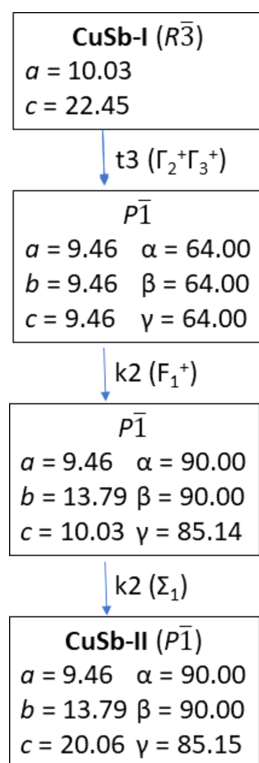 CuSb-I (R3̅)
a = 10.03
c = 22.45
t3 (Γ₂⁺Γ₃⁺)
P1̅
a = 9.46 α = 64.00
b = 9.46 β = 64.00
c = 9.46 γ = 64.00
k2 (F₁⁺)
P1̅
a = 9.46 α = 90.00
b = 13.79 β = 90.00
c = 10.03 γ = 85.14
k2 (Σ₁)
CuSb-II (P1̅)
a = 9.46 α = 90.00
b = 13.79 β = 90.00
c = 20.06 γ = 85.15